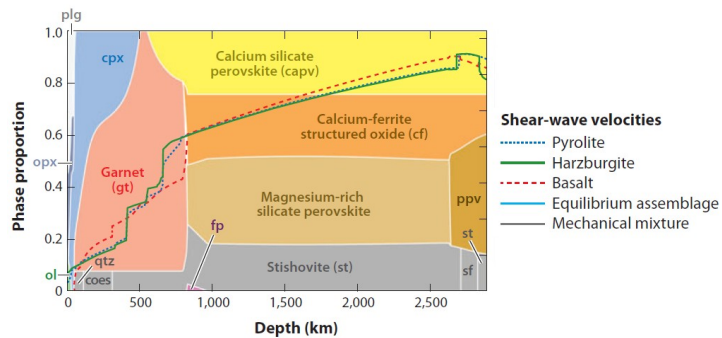 plg
1.0
0.8
0.6
0.4
0.2
0
Phase proportion
opx
ol
cpx
Garnet
(gt)
qtz
coes
Calcium silicate
perovskite (capv)
Calcium-ferrite
structured oxide (cf)
Magnesium-rich
silicate perovskite
fp
Stishovite (st)
ppv
st
sf
0
500
1,000
1,500
2,000
2,500
Depth (km)
Shear-wave velocities
Pyrolite
Harzburgite
Basalt
Equilibrium assemblage
Mechanical mixture